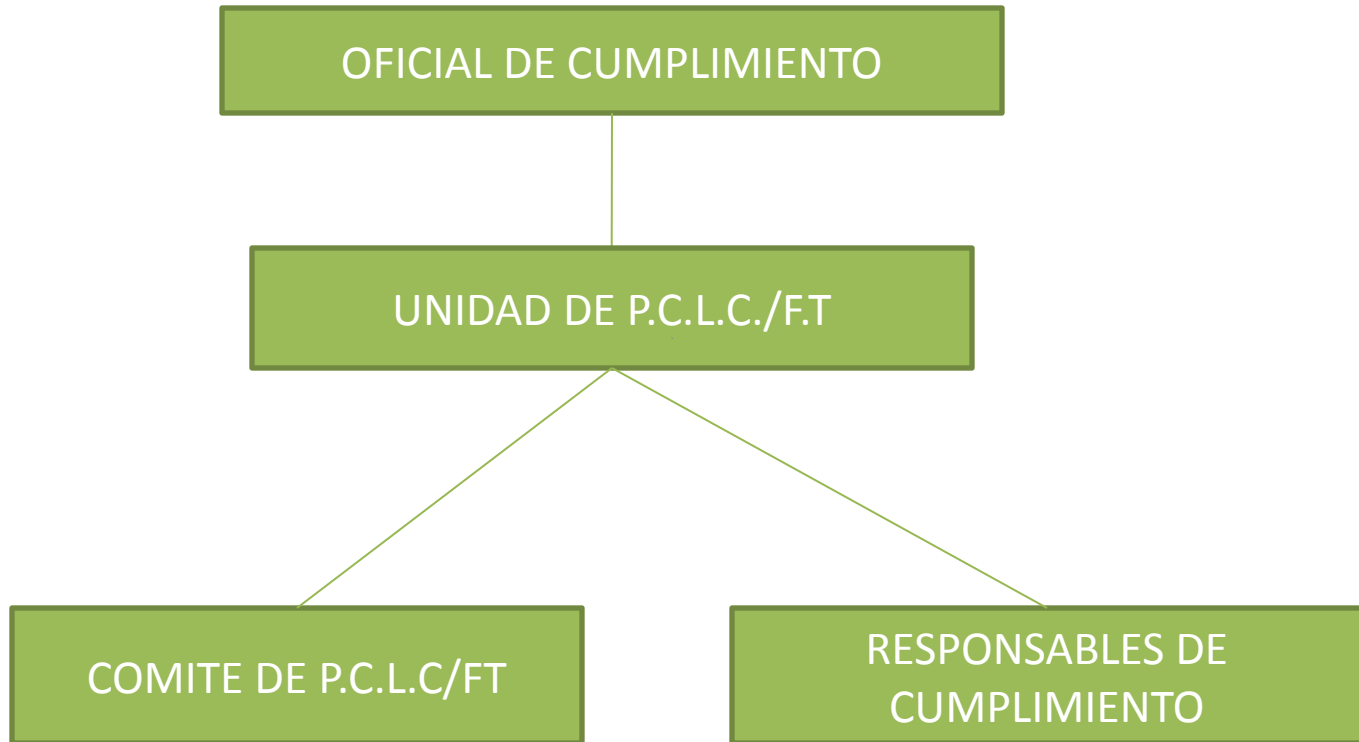 OFICIAL DE CUMPLIMIENTO
UNIDAD DE P.C.L.C./F.T
COMITE DE P.C.L.C/FT
RESPONSABLES DE
CUMPLIMIENTO